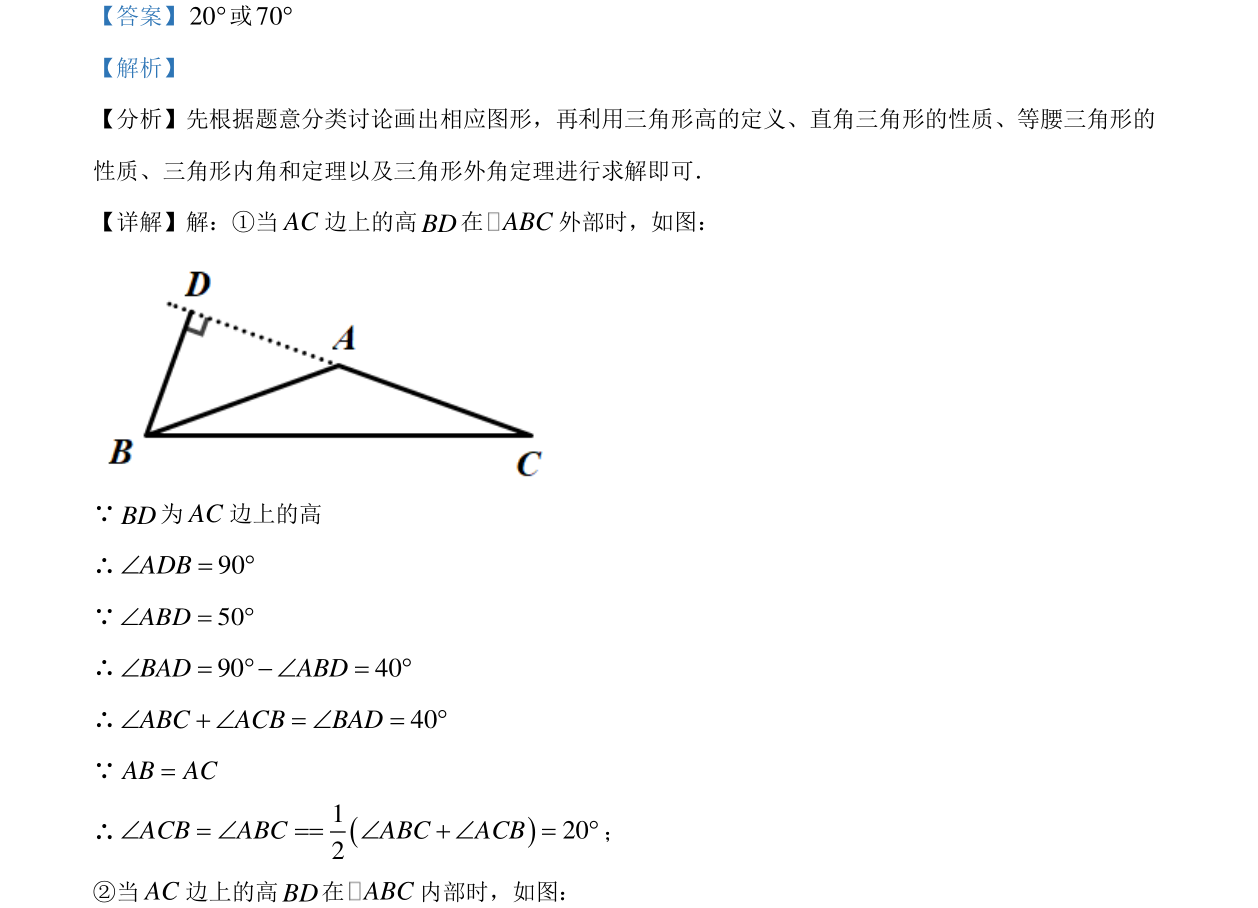 【答案】20°或70°
【解析】
【分析】先根据题意分类讨论画出相应图形，再利用三角形高的定义、直角三角形的性质、等腰三角形的
性质、三角形内角和定理以及三角形外角定理进行求解即可．
【详解】解：①当AC边上的高BD在□ABC外部时，如图：
D
A
B
C
∵BD为AC边上的高
∴∠ADB=90°
∵∠ABD=50°
∴∠BAD=90°−∠ABD=40°
∴∠ABC+∠ACB=∠BAD=40°
∵AB=AC
∴∠ACB=∠ABC==1/2(∠ABC+∠ACB)=20°；
②当AC边上的高BD在□ABC内部时，如图：